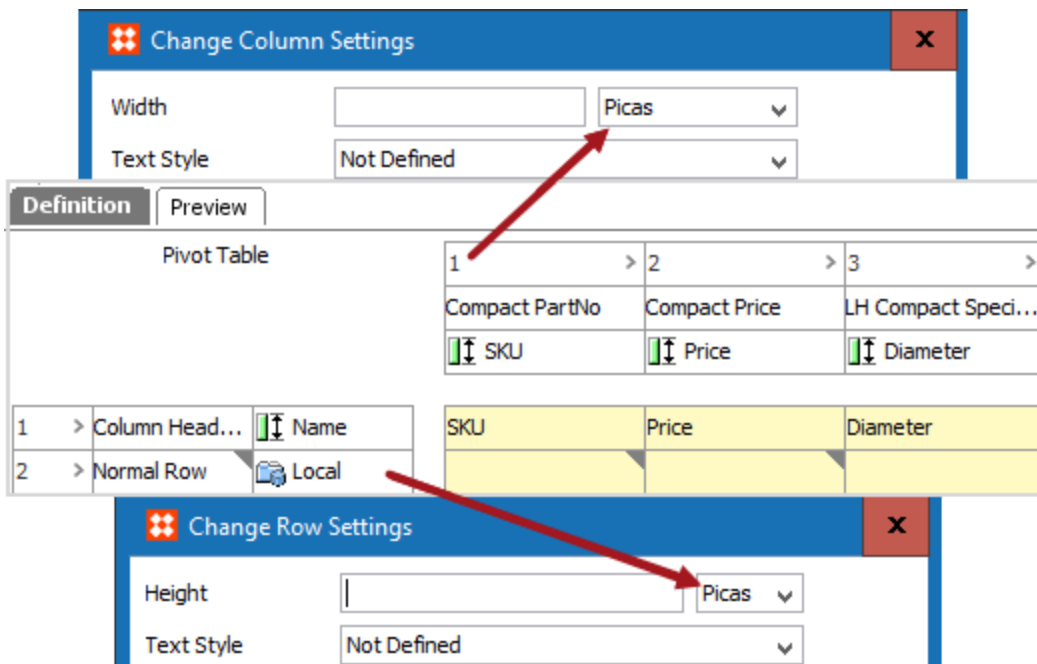 Change Column Settings x
Width Picas
Text Style Not Defined
Definition Preview
Pivot Table
1 > 2 > 3 >
Compact PartNo Compact Price LH Compact Speci...
SKU Price Diameter
1 > Column Head... Name SKU Price Diameter
2 > Normal Row Local
Change Row Settings x
Height Picas
Text Style Not Defined